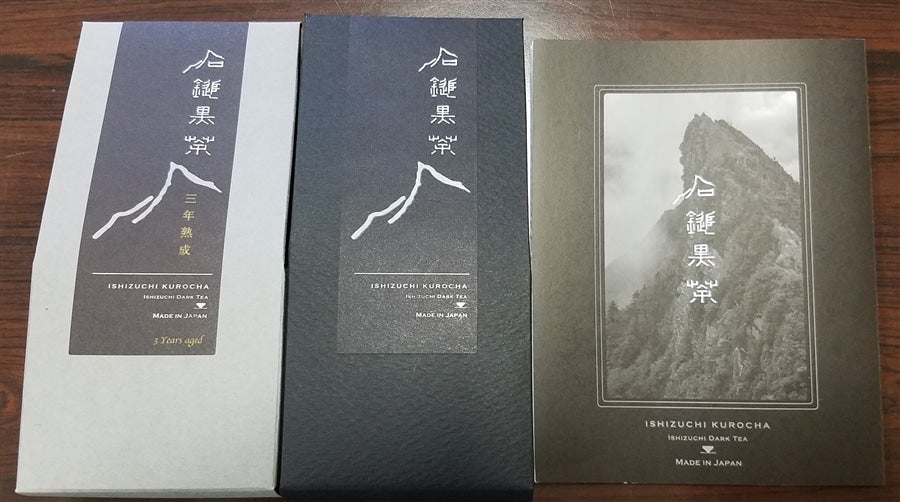 石鎚黒茶
三年熟成
ISHIZUCHI KUROCHA
ISHIZUCHI DARK TEA
MADE IN JAPAN
3 Years aged
石鎚黒茶
ISHIZUCHI KUROCHA
ISHIZUCHI DARK TEA
MADE IN JAPAN
石鎚黒茶
ISHIZUCHI KUROCHA
ISHIZUCHI DARK TEA
MADE IN JAPAN